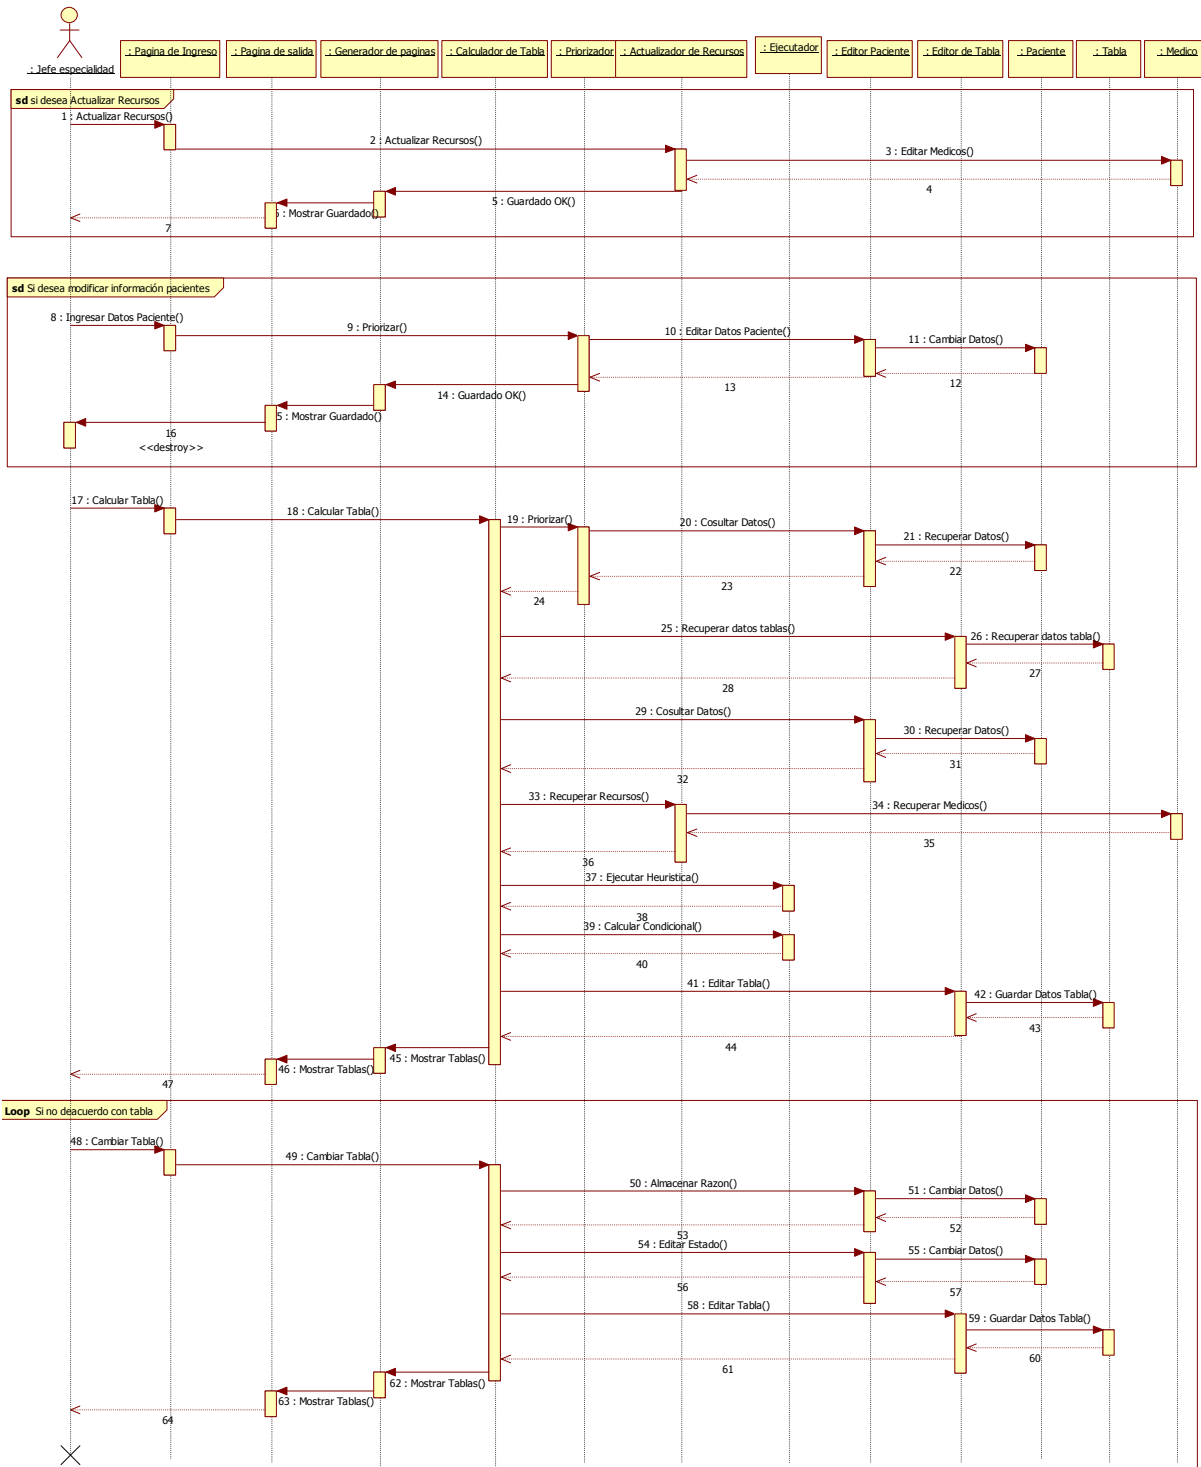 : Jefe especialidad
: Pagina de Ingreso
: Pagina de salida
: Generador de paginas
: Calculador de Tabla
: Priorizador
: Actualizador de Recursos
: Ejecutador
: Editor Paciente
: Editor de Tabla
: Paciente
: Tabla
: Medico
sd si desea Actualizar Recursos
1 : Actualizar Recursos()
2 : Actualizar Recursos()
3 : Editar Medicos()
4
5 : Guardado OK()
: Mostrar Guardado()
7
sd Si desea modificar información pacientes
8 : Ingresar Datos Paciente()
9 : Priorizar()
10 : Editar Datos Paciente()
11 : Cambiar Datos()
12
13
14 : Guardado OK()
5 : Mostrar Guardado()
16
<<destroy>>
17 : Calcular Tabla()
18 : Calcular Tabla()
19 : Priorizar()
20 : Cosultar Datos()
21 : Recuperar Datos()
22
23
24
25 : Recuperar datos tablas()
26 : Recuperar datos tabla()
27
28
29 : Cosultar Datos()
30 : Recuperar Datos()
31
32
33 : Recuperar Recursos()
34 : Recuperar Medicos()
35
36
37 : Ejecutar Heuristica()
38
39 : Calcular Condicional()
40
41 : Editar Tabla()
42 : Guardar Datos Tabla()
43
44
45 : Mostrar Tablas()
46 : Mostrar Tablas()
47
Loop Si no deacuerdo con tabla
48 : Cambiar Tabla()
49 : Cambiar Tabla()
50 : Almacenar Razon()
51 : Cambiar Datos()
52
53
54 : Editar Estado()
55 : Cambiar Datos()
56
57
58 : Editar Tabla()
59 : Guardar Datos Tabla()
60
61
62 : Mostrar Tablas()
63 : Mostrar Tablas()
64